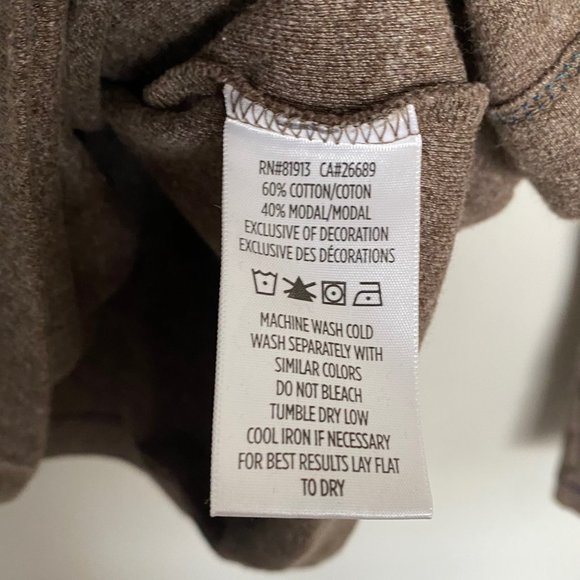 RN#81913 CA#26689
60% COTTON/COTON
40% MODAL/MODAL
EXCLUSIVE OF DECORATION
EXCLUSIVE DES DÉCORATIONS
MACHINE WASH COLD
WASH SEPARATELY WITH
SIMILAR COLORS
DO NOT BLEACH
TUMBLE DRY LOW
COOL IRON IF NECESSARY
FOR BEST RESULTS LAY FLAT
TO DRY